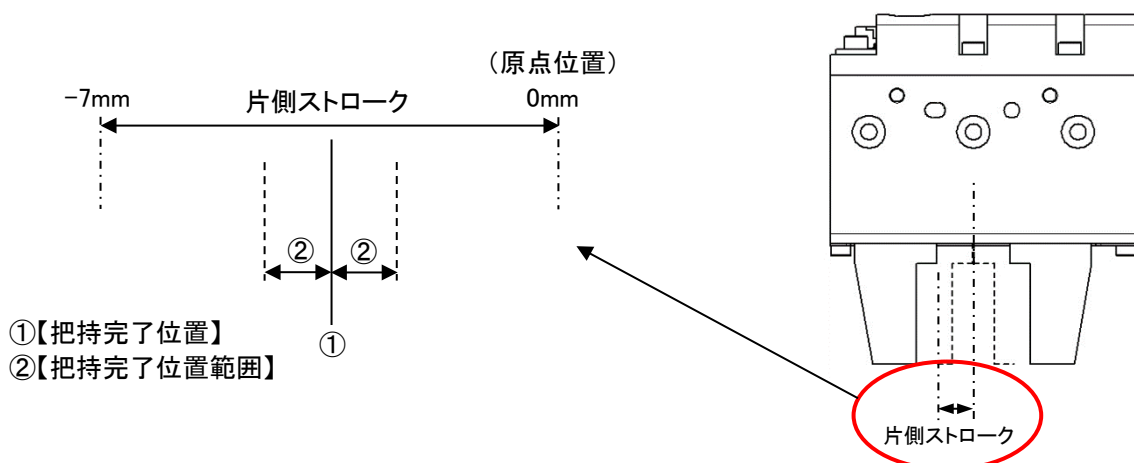 （原点位置）
-7mm
片側ストローク
0mm
②
②
①
①【把持完了位置】
②【把持完了位置範囲】
片側ストローク